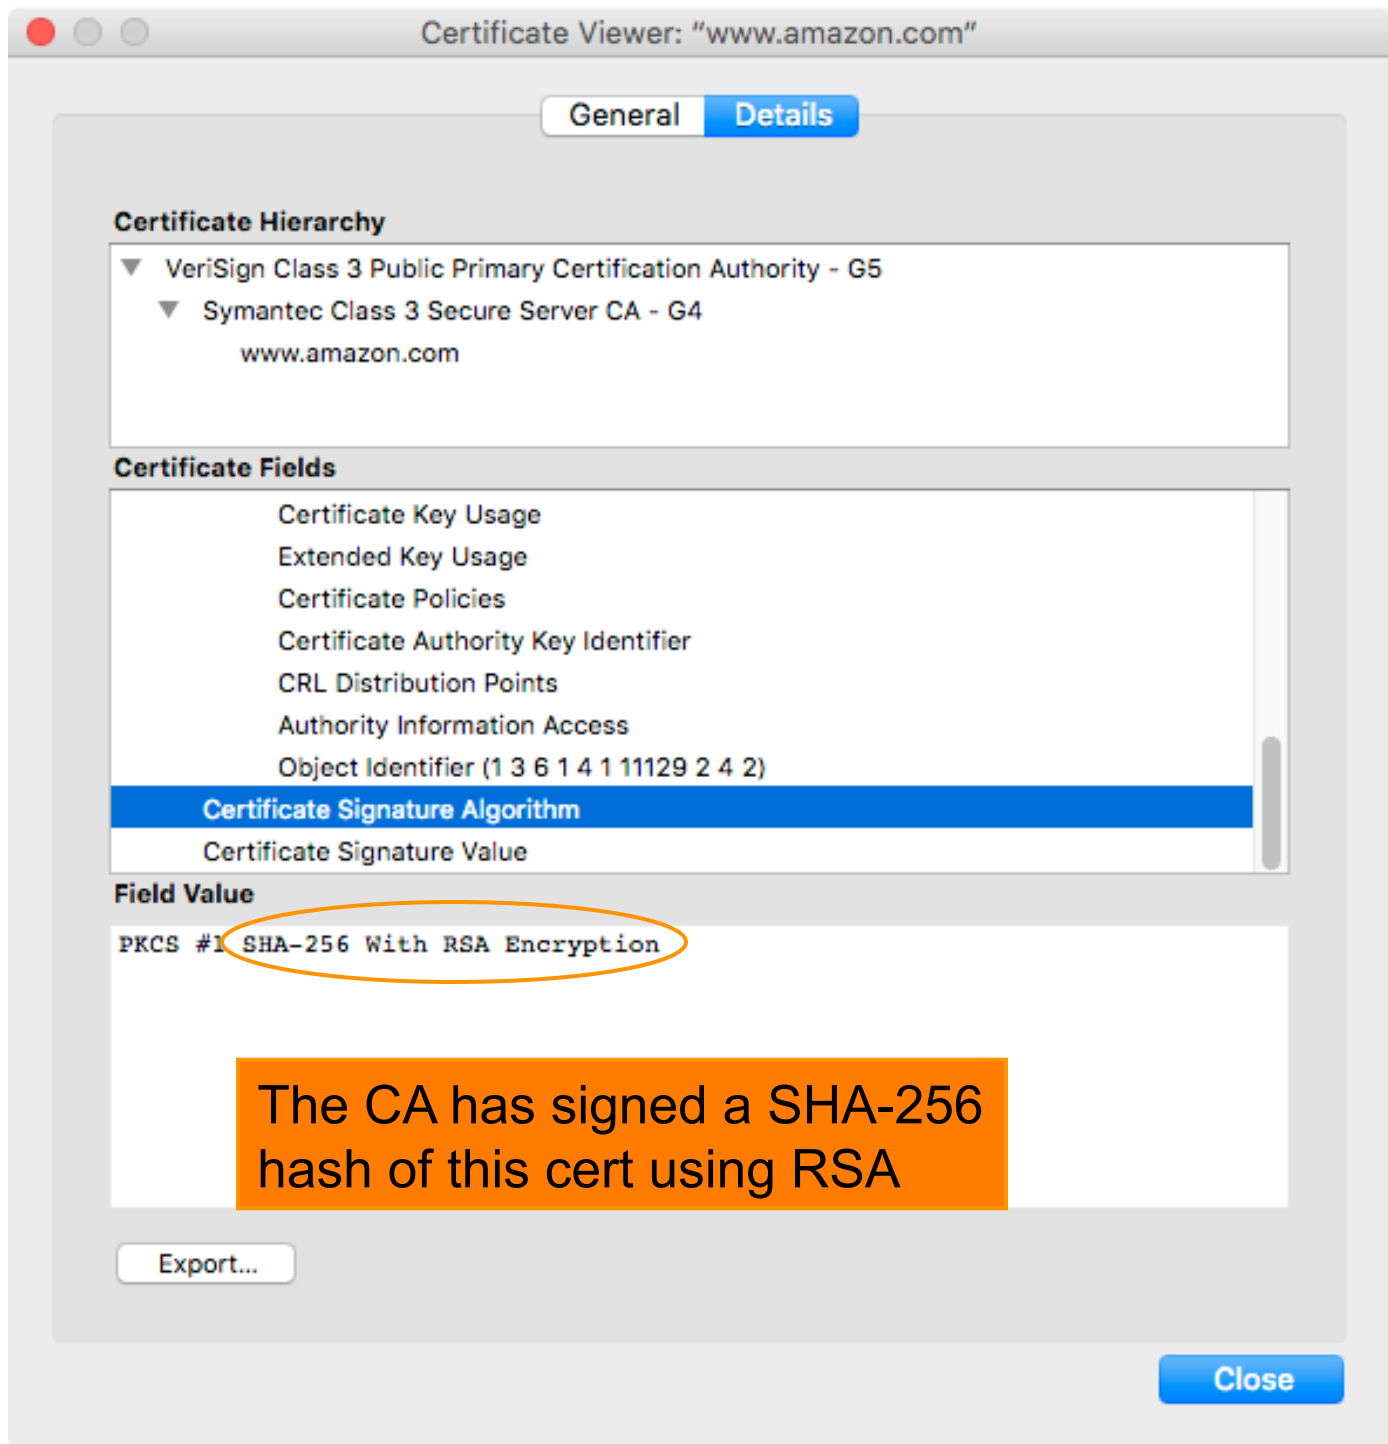 Certificate Viewer: “www.amazon.com”
General Details
Certificate Hierarchy
VeriSign Class 3 Public Primary Certification Authority - G5
Symantec Class 3 Secure Server CA - G4
www.amazon.com
Certificate Fields
Certificate Key Usage
Extended Key Usage
Certificate Policies
Certificate Authority Key Identifier
CRL Distribution Points
Authority Information Access
Object Identifier (1 3 6 1 4 1 11129 2 4 2)
Certificate Signature Algorithm
Certificate Signature Value
Field Value
PKCS #1 SHA-256 With RSA Encryption
The CA has signed a SHA-256
hash of this cert using RSA
Export...
Close